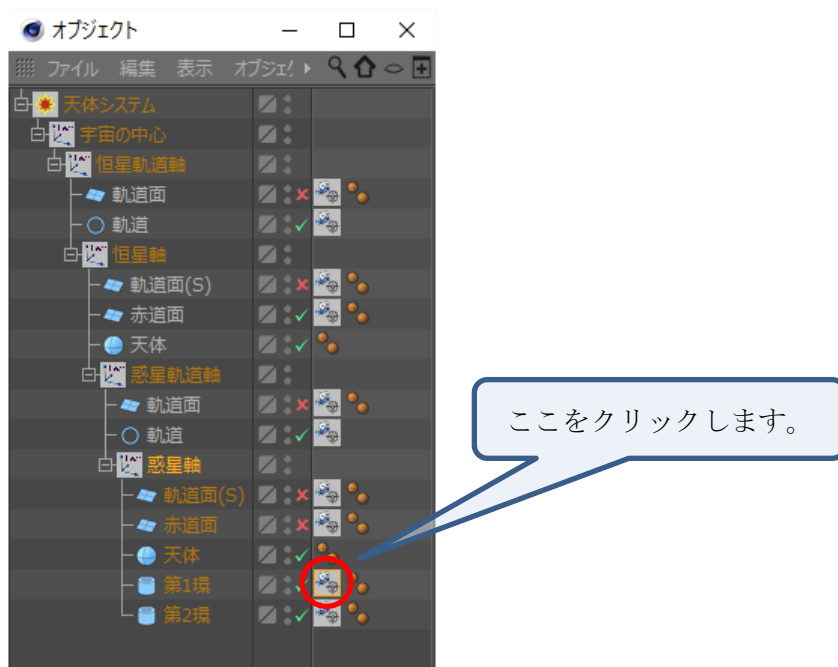 オブジェクト
ファイル 編集 表示 オブジェク
天体システム
宇宙の中心
恒星軌道軸
軌道面
軌道
恒星軸
軌道面(S)
赤道面
天体
惑星軌道軸
軌道面
軌道
惑星軸
軌道面(S)
赤道面
天体
第1環
第2環
ここをクリックします。